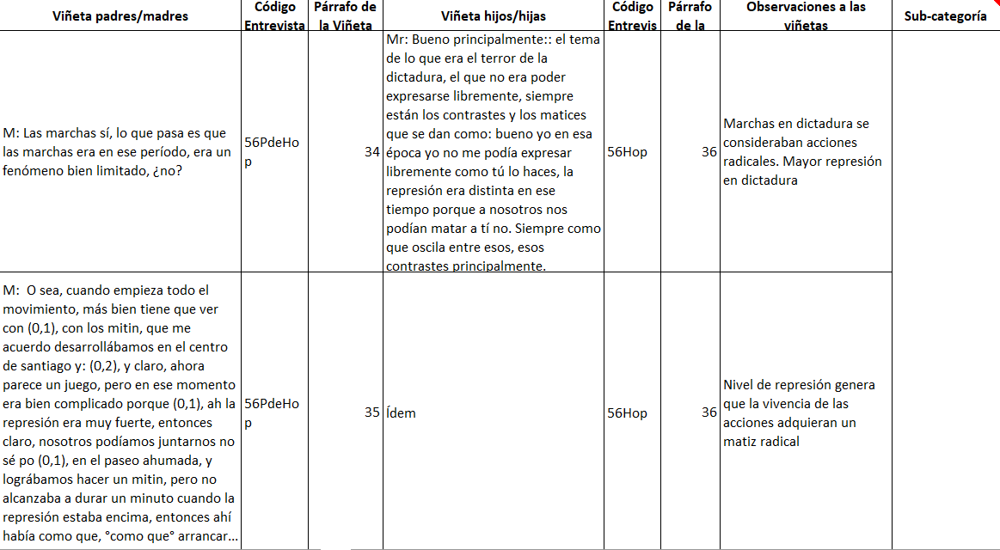 Viñeta padres/madres
Código
Entrevista
Párrafo de
la Viñeta
Viñeta hijos/hijas
Código
Entrevis
Párrafo
de la
Observaciones a las
viñetas
Sub-categoría
M: Las marchas sí, lo que pasa es que
las marchas era en ese período, era un
fenómeno bien limitado, ¿no?
56PdeHo
p
34
Mr: Bueno principalmente:: el tema
de lo que era el terror de la
dictadura, el que no era poder
expresarse libremente, siempre
están los contrastes y los matices
que se dan como: bueno yo en esa
época yo no me podía expresar
libremente como tú lo haces, la
represión era distinta en ese
tiempo porque a nosotros nos
podían matar a tí no. Siempre como
que oscila entre esos, esos
contrastes principalmente.
56Hop
36
Marchas en dictadura se
consideraban acciones
radicales. Mayor represión
en dictadura
M:  O sea, cuando empieza todo el
movimiento, más bien tiene que ver
con (0,1), con los mitin, que me
acuerdo desarrollábamos en el centro
de santiago y: (0,2), y claro, ahora
parece un juego, pero en ese momento
era bien complicado porque (0,1), ah la
represión era muy fuerte, entonces
claro, nosotros podíamos juntarnos no
sé po (0,1), en el paseo ahumada, y
lográbamos hacer un mitin, pero no
alcanzaba a durar un minuto cuando la
represión estaba encima, entonces ahí
había como que, °como que° arrancar...
56PdeHo
p
35
Ídem
56Hop
36
Nivel de represión genera
que la vivencia de las
acciones adquieran un
matiz radical